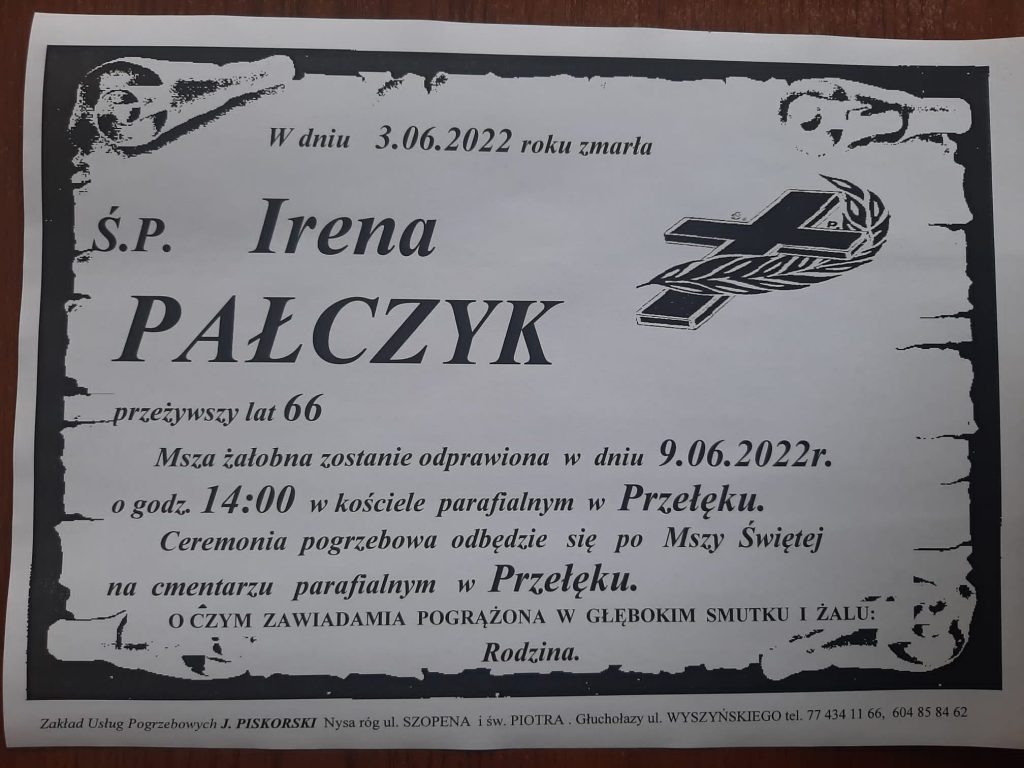 W dniu 3.06.2022 roku zmarła
Ś.P. Irena
PAŁCZYK
przeżywszy lat 66
Msza żałobna zostanie odprawiona w dniu 9.06.2022r.
o godz. 14:00 w kościele parafialnym w Przełęku.
Ceremonia pogrzebowa odbędzie się po Mszy Świętej
na cmentarzu parafialnym w Przełęku.
O CZYM ZAWIADAMIA POGRĄŻONA W GŁĘBOKIM SMUTKU I ŻALU:
Rodzina.
Zakład Usług Pogrzebowych J. PISKORSKI Nysa róg ul. SZOPENA i św. PIOTRA . Głuchołazy ul. WYSZYŃSKIEGO tel. 77 434 11 66, 604 85 84 62